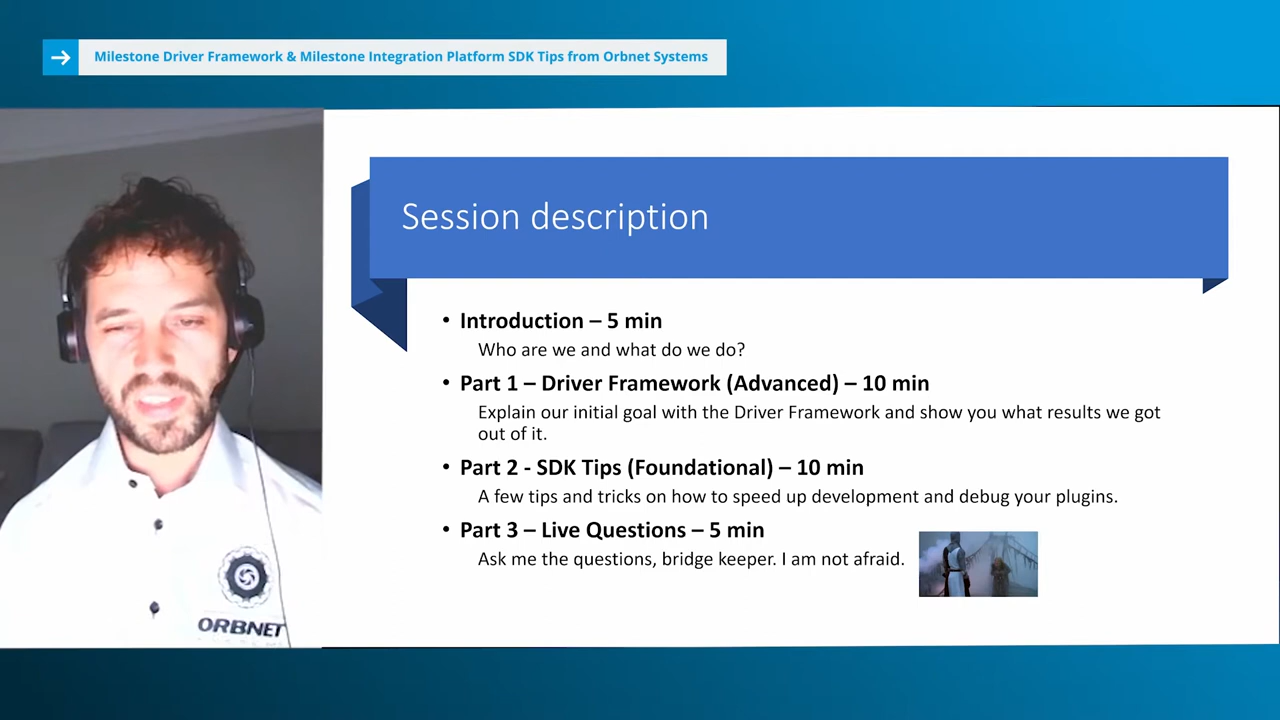 Milestone Driver Framework & Milestone Integration Platform SDK Tips from Orbnet Systems
Session description
• Introduction – 5 min
Who are we and what do we do?
• Part 1 – Driver Framework (Advanced) – 10 min
Explain our initial goal with the Driver Framework and show you what results we got
out of it.
• Part 2 - SDK Tips (Foundational) – 10 min
A few tips and tricks on how to speed up development and debug your plugins.
• Part 3 – Live Questions – 5 min
Ask me the questions, bridge keeper. I am not afraid.
ORBNET